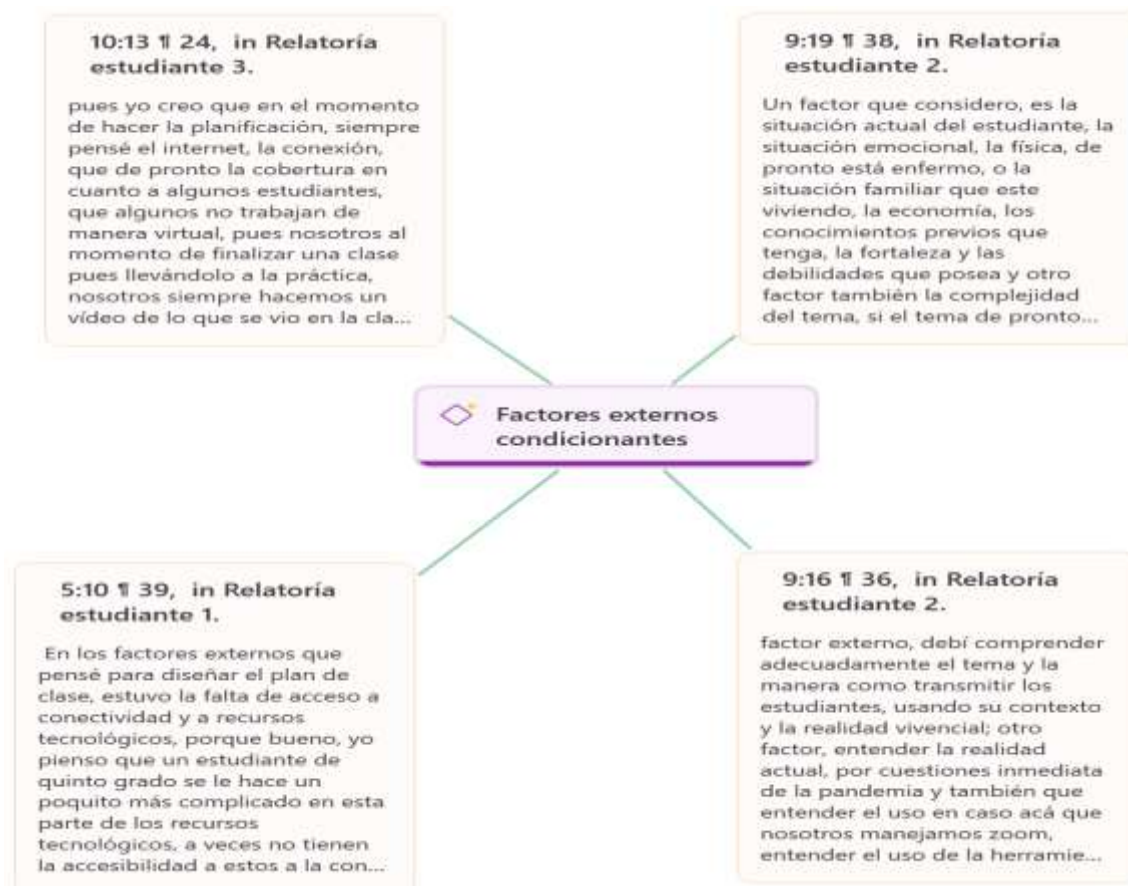 10:13 ¶ 24, in Relatoría
estudiante 3.
pues yo creo que en el momento
de hacer la planificación, siempre
pensé el internet, la conexión,
que de pronto la cobertura en
cuanto a algunos estudiantes,
que algunos no trabajan de
manera virtual, pues nosotros al
momento de finalizar una clase
pues llevándolo a la práctica,
nosotros siempre hacemos un
vídeo de lo que se vio en la cla...
9:19 ¶ 38, in Relatoría
estudiante 2.
Un factor que considero, es la
situación actual del estudiante, la
situación emocional, la física, de
pronto está enfermo, o la
situación familiar que este
viviendo, la economía, los
conocimientos previos que
tenga, la fortaleza y las
debilidades que posea y otro
factor también la complejidad
del tema, si el tema de pronto...
Factores externos
condicionantes
5:10 ¶ 39, in Relatoría
estudiante 1.
En los factores externos que
pensé para diseñar el plan de
clase, estuvo la falta de acceso a
conectividad y a recursos
tecnológicos, porque bueno, yo
pienso que un estudiante de
quinto grado se le hace un
poquito más complicado en esta
parte de los recursos
tecnológicos, a veces no tienen
la accesibilidad a estos a la con...
9:16 ¶ 36, in Relatoría
estudiante 2.
factor externo, debí comprender
adecuadamente el tema y la
manera como transmitir los
estudiantes, usando su contexto
y la realidad vivencial; otro
factor, entender la realidad
actual, por cuestiones inmediata
de la pandemia y también que
entender el uso en caso acá que
nosotros manejamos zoom,
entender el uso de la herramie...